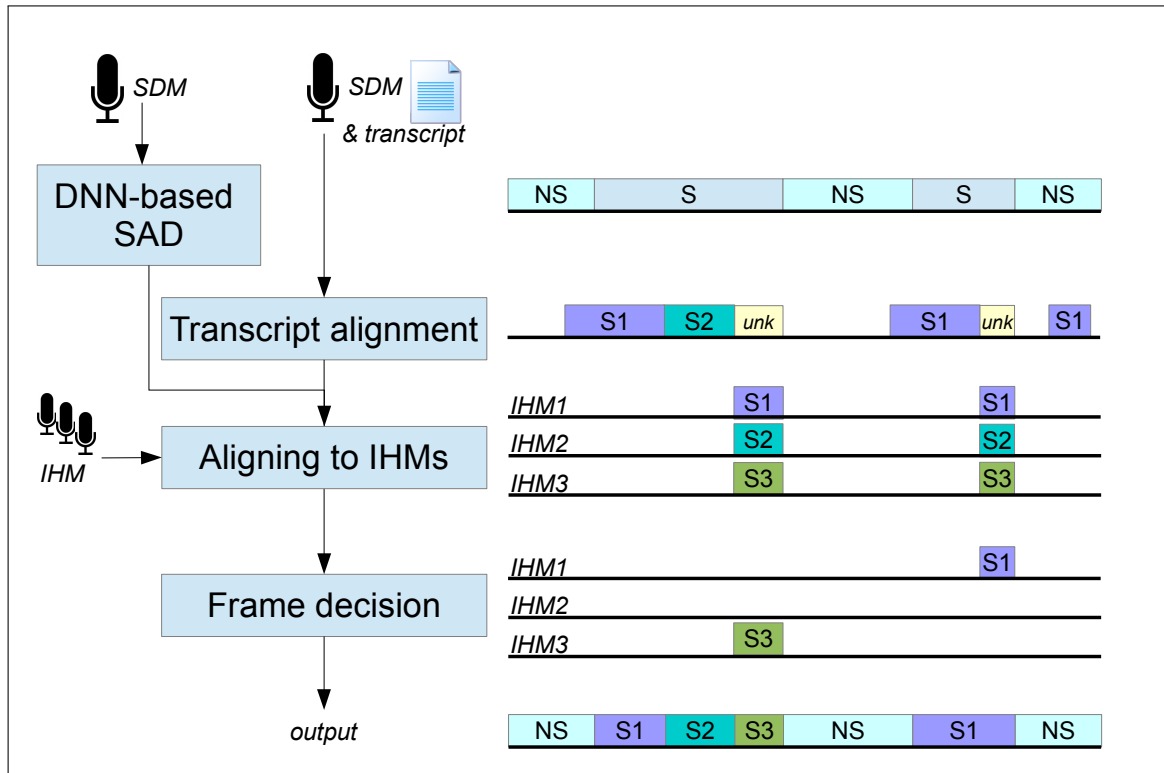 SDM
SDM
& transcript
DNN-based
SAD
NS S NS S NS
Transcript alignment
S1 S2 unk S1 unk S1
IHM1 S1 S1
IHM
Aligning to IHMs
IHM2 S2 S2
IHM3 S3 S3
IHM1 S1
Frame decision
IHM2
IHM3 S3
output
NS S1 S2 S3 NS S1 NS